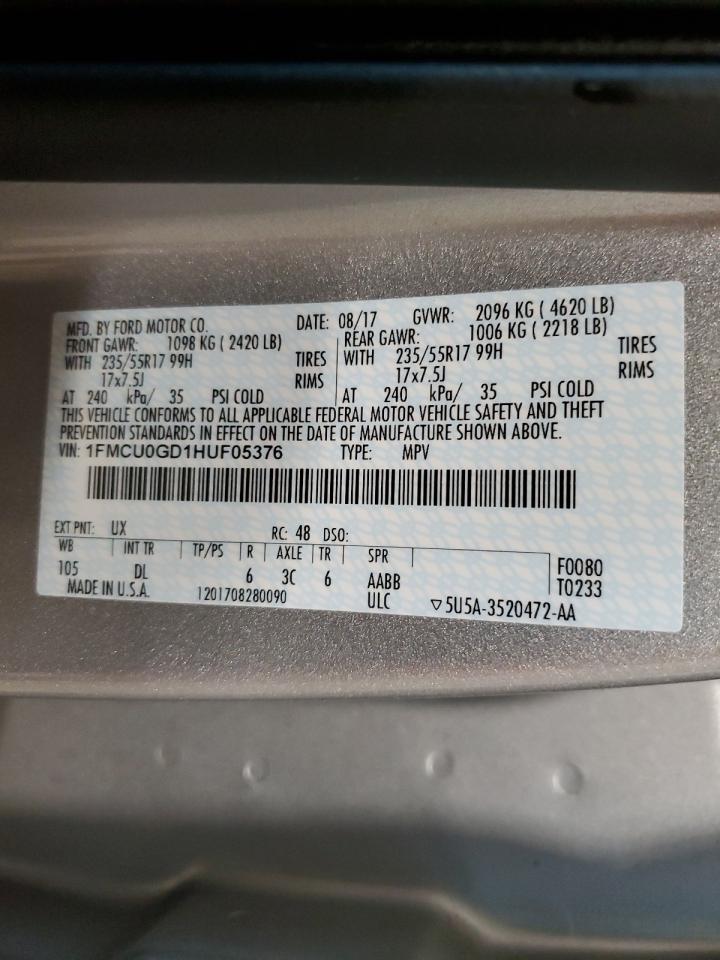 MFD. BY FORD MOTOR CO. DATE: 08/17 GVWR: 2096 KG ( 4620 LB)
FRONT GAWR: 1098 KG ( 2420 LB) REAR GAWR: 1006 KG ( 2218 LB)
WITH 235/55R17 99H TIRES WITH 235/55R17 99H TIRES
17x7.5J RIMS 17x7.5J RIMS
AT 240 kPa/ 35 PSI COLD AT 240 kPa/ 35 PSI COLD
THIS VEHICLE CONFORMS TO ALL APPLICABLE FEDERAL MOTOR VEHICLE SAFETY AND THEFT
PREVENTION STANDARDS IN EFFECT ON THE DATE OF MANUFACTURE SHOWN ABOVE.
VIN: 1FMCU0GD1HUF05376 TYPE: MPV
EXT PNT: UX RC: 48 DSO:
WB INT TR TP/PS R AXLE TR SPR
105 DL 6 3C 6 AABB F0080
MADE IN U.S.A. 1201708280090 ULC T0233
▽5U5A-3520472-AA